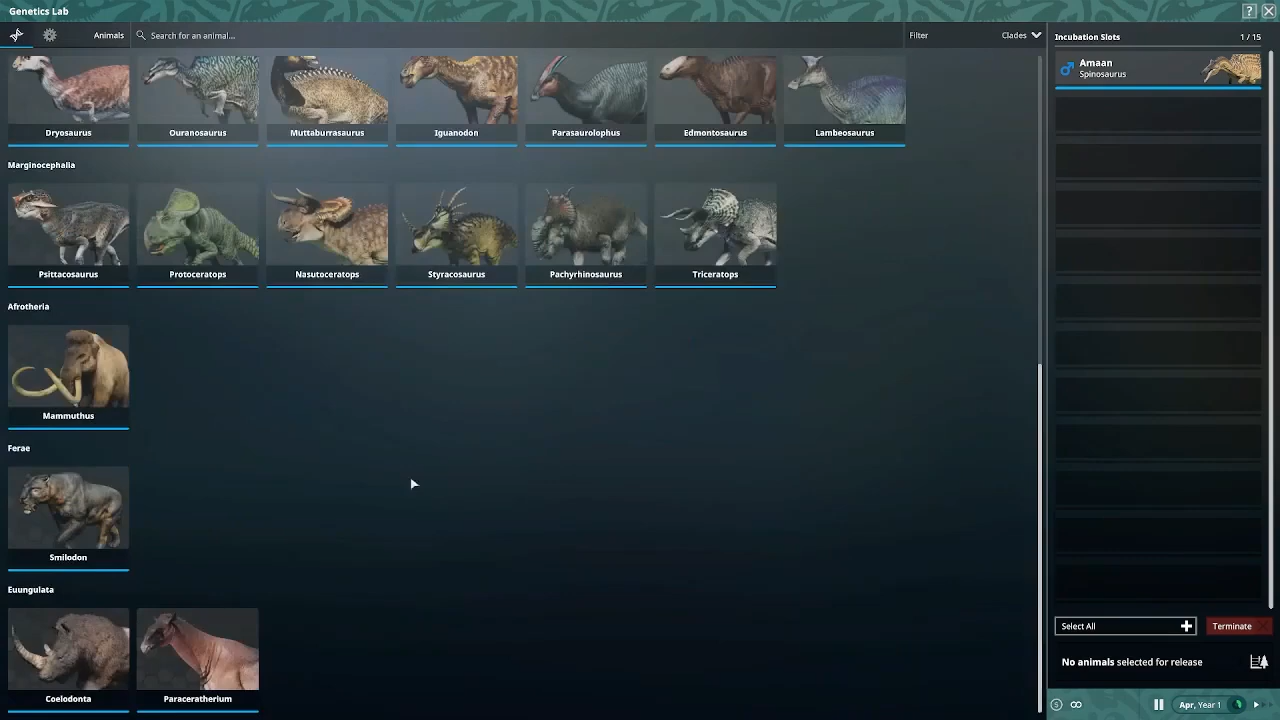 Genetics Lab
?
Animals
Search for an animal...
Filter
Clades
Incubation Slots
1 / 15
Amaan
Spinosaurus
Dryosaurus
Ouranosaurus
Muttaburrasaurus
Iguanodon
Parasaurolophus
Edmontosaurus
Lambeosaurus
Marginocephalia
Psittacosaurus
Protoceratops
Nasutoceratops
Styracosaurus
Pachyrhinosaurus
Triceratops
Afrotheria
Mammuthus
Ferae
Smilodon
Euungulata
Coelodonta
Paraceratherium
Select All
Terminate
No animals selected for release
Apr, Year 1